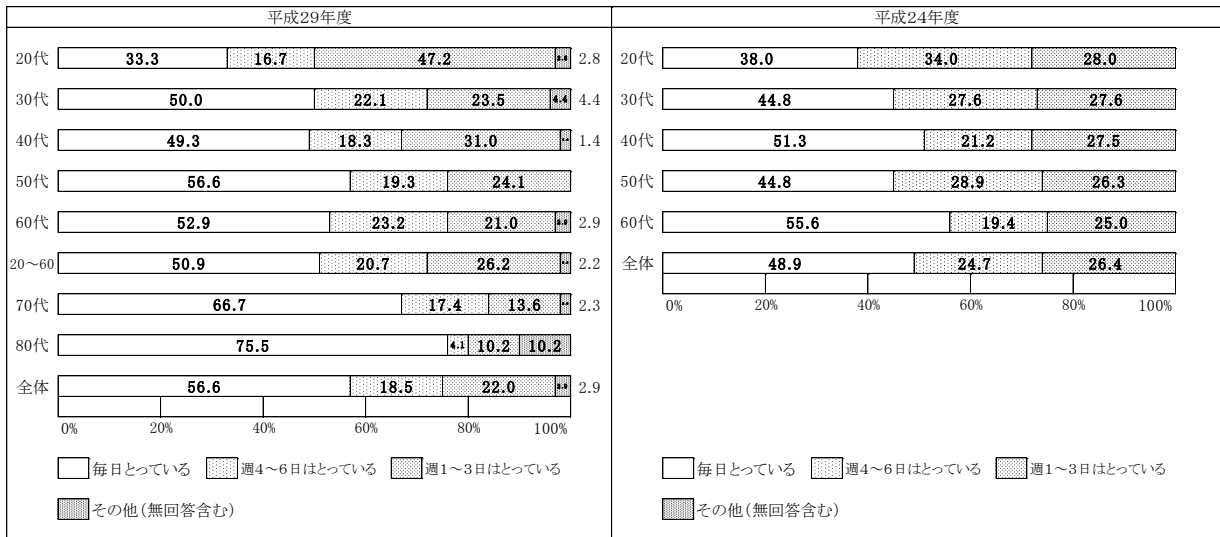 平成29年度
20代 33.3 16.7 47.2 2.8 2.8
30代 50.0 22.1 23.5 4.4 4.4
40代 49.3 18.3 31.0 1.4
50代 56.6 19.3 24.1
60代 52.9 23.2 21.0 2.9 2.9
20～60 50.9 20.7 26.2 2.2
70代 66.7 17.4 13.6 2.3
80代 75.5 4.1 10.2 10.2
全体 56.6 18.5 22.0 2.9 2.9
0% 20% 40% 60% 80% 100%
毎日とっている 週4～6日はとっている 週1～3日はとっている
その他(無回答含む)
平成24年度
20代 38.0 34.0 28.0
30代 44.8 27.6 27.6
40代 51.3 21.2 27.5
50代 44.8 28.9 26.3
60代 55.6 19.4 25.0
全体 48.9 24.7 26.4
0% 20% 40% 60% 80% 100%
毎日とっている 週4～6日はとっている 週1～3日はとっている
その他(無回答含む)